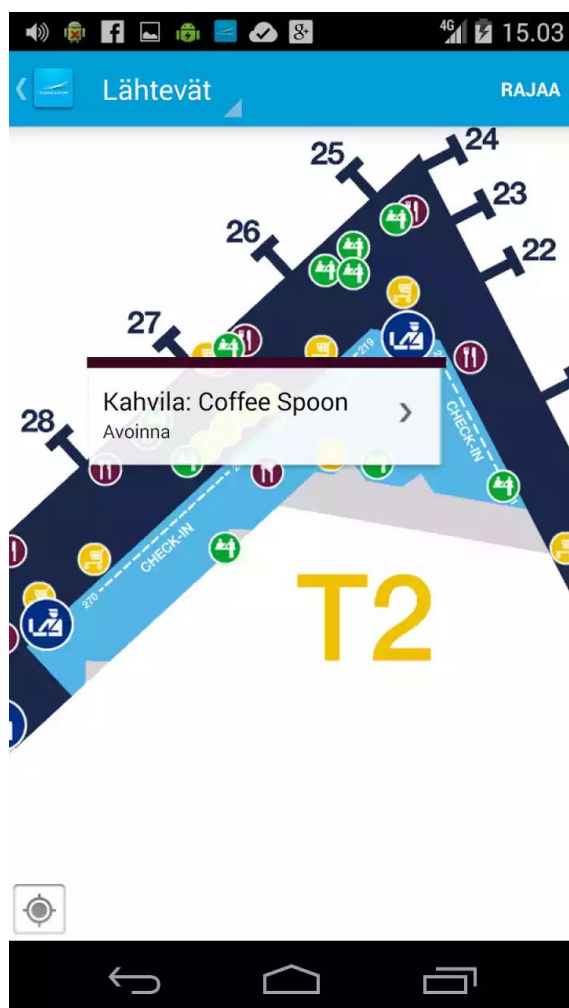 4G 15.03
Lähtevät RAJAA
24
25
23
26
22
27
219
Kahvila: Coffee Spoon
Avoinna
28
CHECK-IN
CHECK-IN
270
T2